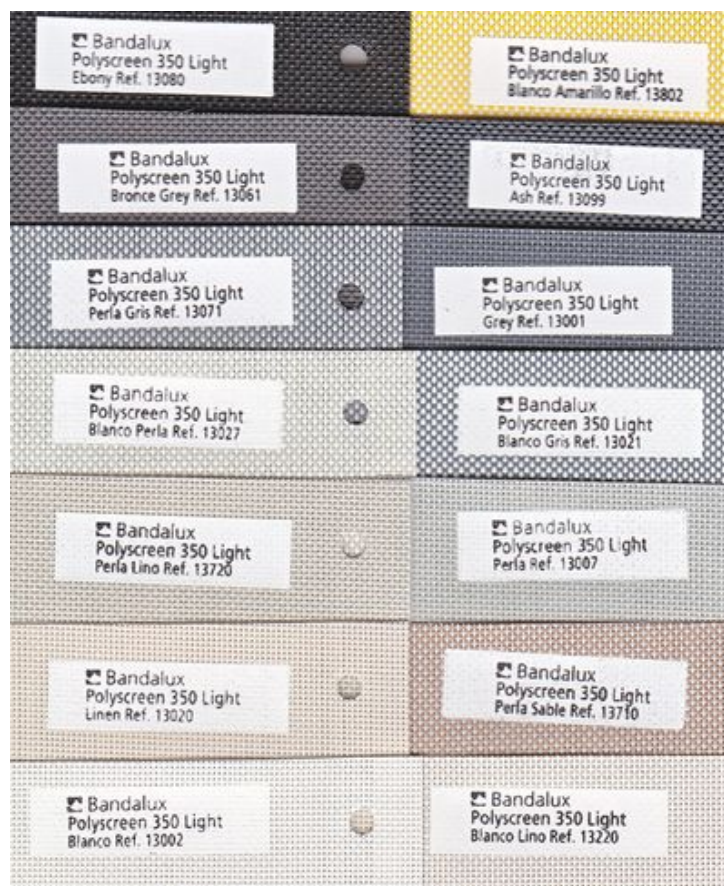 Bandalux
Polyscreen 350 Light
Ebony Ref. 13080
Bandalux
Polyscreen 350 Light
Blanco Amarillo Ref. 13802
Bandalux
Polyscreen 350 Light
Bronce Grey Ref. 13061
Bandalux
Polyscreen 350 Light
Ash Ref. 13099
Bandalux
Polyscreen 350 Light
Perla Gris Ref. 13071
Bandalux
Polyscreen 350 Light
Grey Ref. 13001
Bandalux
Polyscreen 350 Light
Blanco Perla Ref. 13027
Bandalux
Polyscreen 350 Light
Blanco Gris Ref. 13021
Bandalux
Polyscreen 350 Light
Perla Lino Ref. 13720
Bandalux
Polyscreen 350 Light
Perla Ref. 13007
Bandalux
Polyscreen 350 Light
Linen Ref. 13020
Bandalux
Polyscreen 350 Light
Perla Sable Ref. 13710
Bandalux
Polyscreen 350 Light
Blanco Ref. 13002
Bandalux
Polyscreen 350 Light
Blanco Lino Ref. 13220